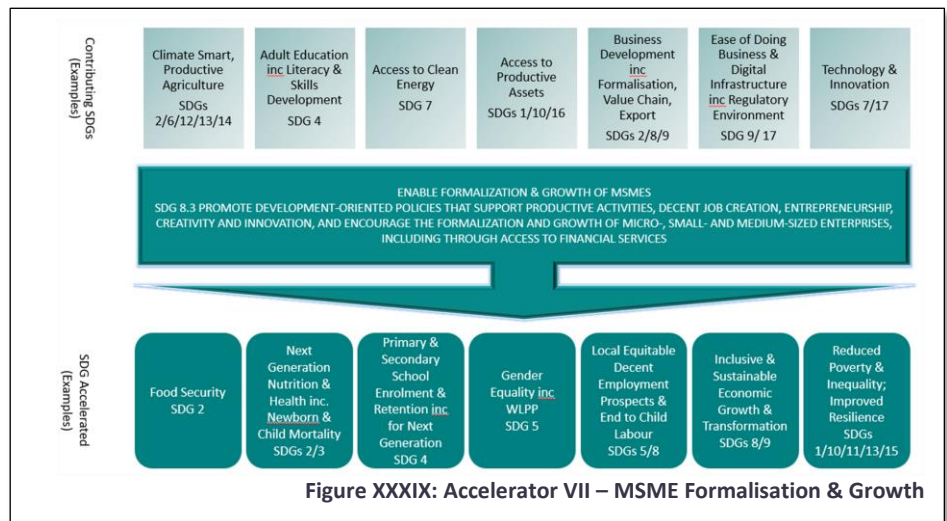 Contributing SDGs
(Examples)
Climate Smart,
Productive
Agriculture
SDGs
2/6/12/13/14
Adult Education
inc Literacy &
Skills
Development
SDG 4
Access to Clean
Energy
SDG 7
Access to
Productive
Assets
SDGs 1/10/16
Business
Development
inc
Formalisation,
Value Chain,
Export
SDGs 2/8/9
Ease of Doing
Business &
Digital
Infrastructure
inc Regulatory
Environment
SDG 9/ 17
Technology &
Innovation
SDGs 7/17
ENABLE FORMALIZATION & GROWTH OF MSMES
SDG 8.3 PROMOTE DEVELOPMENT-ORIENTED POLICIES THAT SUPPORT PRODUCTIVE ACTIVITIES, DECENT JOB CREATION, ENTREPRENEURSHIP,
CREATIVITY AND INNOVATION, AND ENCOURAGE THE FORMALIZATION AND GROWTH OF MICRO-, SMALL- AND MEDIUM-SIZED ENTERPRISES,
INCLUDING THROUGH ACCESS TO FINANCIAL SERVICES
SDG Accelerated
(Examples)
Food Security
SDG 2
Next
Generation
Nutrition &
Health inc.
Newborn &
Child Mortality
SDGs 2/3
Primary &
Secondary
School
Enrolment &
Retention inc
for Next
Generation
SDG 4
Gender
Equality inc
WLPP
SDG 5
Local Equitable
Decent
Employment
Prospects &
End to Child
Labour
SDGs 5/8
Inclusive &
Sustainable
Economic
Growth &
Transformation
SDGs 8/9
Reduced
Poverty &
Inequality;
Improved
Resilience
SDGs
1/10/11/13/15
Figure XXXIX: Accelerator VII – MSME Formalisation & Growth